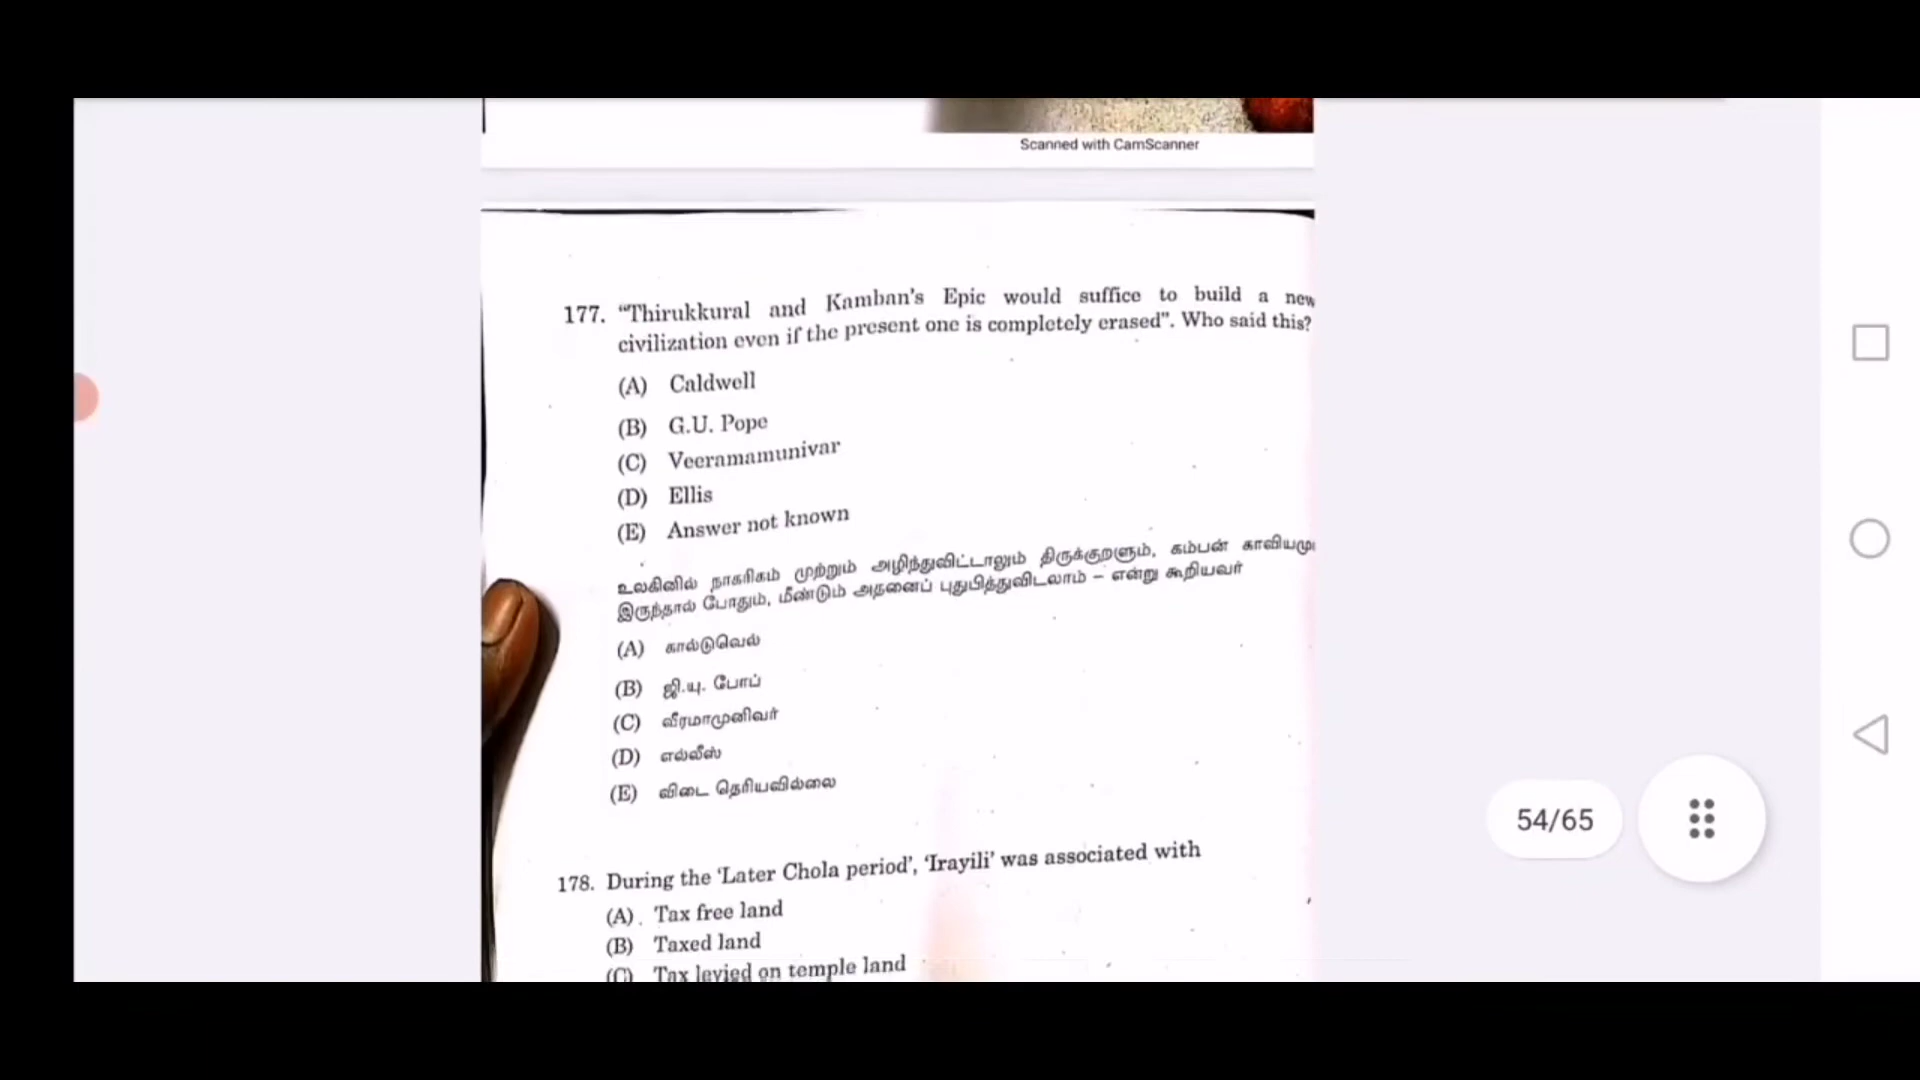 Scanned with CamScanner
177. “Thirukkural and Kamban's Epic would suffice to build a new
civilization even if the present one is completely erased”. Who said this?
(A) Caldwell
(B) G.U. Pope
(C) Veeramamunivar
(D) Ellis
(E) Answer not known
உலகினில் நாகரிகம் முற்றும் அழிந்துவிட்டாலும் திருக்குறளும், கம்பன் காவியமு
இருந்தால் போதும், மீண்டும் அதனைப் புதுபித்துவிடலாம் – என்று கூறியவர்
(A) கால்டுவெல்
(B) ஜி.யு. போப்
(C) வீரமாமுனிவர்
(D) எல்லீஸ்
(E) விடை தெரியவில்லை
178. During the ‘Later Chola period’, ‘Irayili’ was associated with
(A). Tax free land
(B) Taxed land
(C) Tax levied on temple land
54/65